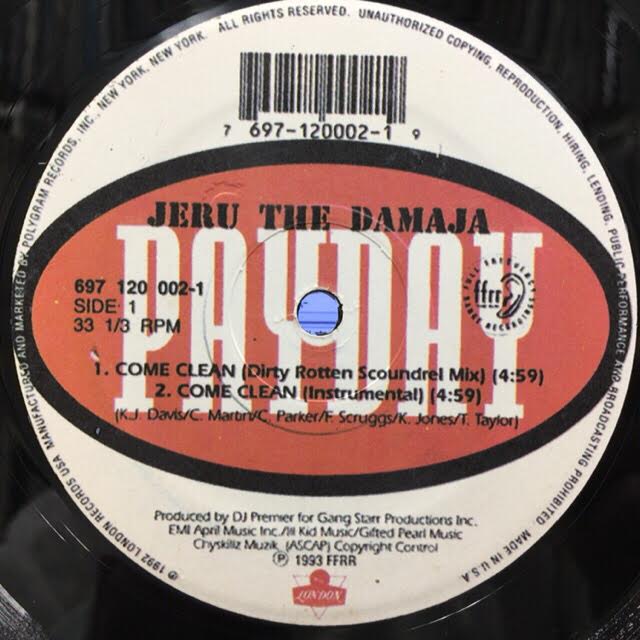 MANUFACTURED AND MARKETED BY POLYGRAM RECORDS, INC., NEW YORK, NEW YORK. ALL RIGHTS RESERVED. UNAUTHORIZED COPYING, REPRODUCTION, HIRING, LENDING, PUBLIC PERFORMANCE AND BROADCASTING PROHIBITED. MADE IN U.S.A.
7 697-120002-1 9
JERU THE DAMAJA
PAYDAY
FULL FREQUENCY RANGE RECORDINGS
ffrr
697 120 002-1
SIDE 1
33 1/3 RPM
1. COME CLEAN (Dirty Rotten Scoundrel Mix) (4:59)
2. COME CLEAN (Instrumental) (4:59)
(K.J. Davis/C. Martin/C. Parker/F. Scruggs/K. Jones/T. Taylor)
Produced by DJ Premier for Gang Starr Productions Inc.
EMI April Music Inc./Ill Kid Music/Gifted Pearl Music
Chyskillz Muzik (ASCAP) Copyright Control
Ⓟ 1993 FFRR
LONDON
℗ 1992 LONDON RECORDS USA